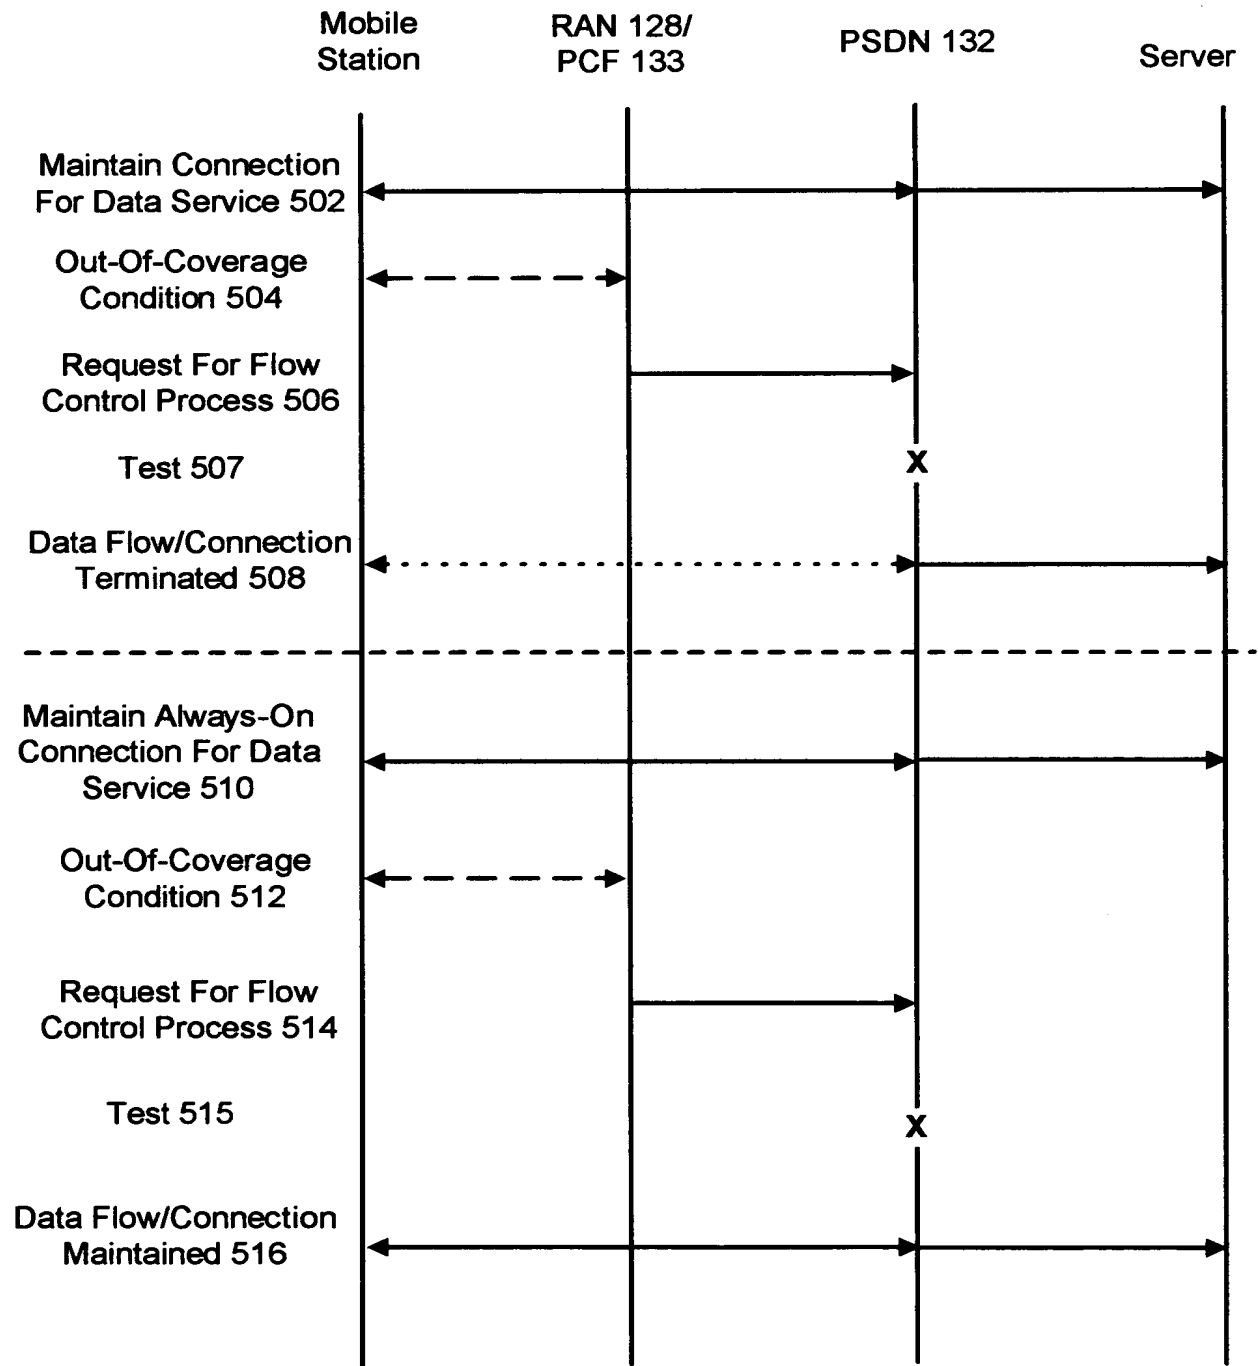 Mobile
Station
RAN 128/
PCF 133
PSDN 132
Server
Maintain Connection
For Data Service 502
Out-Of-Coverage
Condition 504
Request For Flow
Control Process 506
Test 507
X
Data Flow/Connection
Terminated 508
Maintain Always-On
Connection For Data
Service 510
Out-Of-Coverage
Condition 512
Request For Flow
Control Process 514
Test 515
X
Data Flow/Connection
Maintained 516